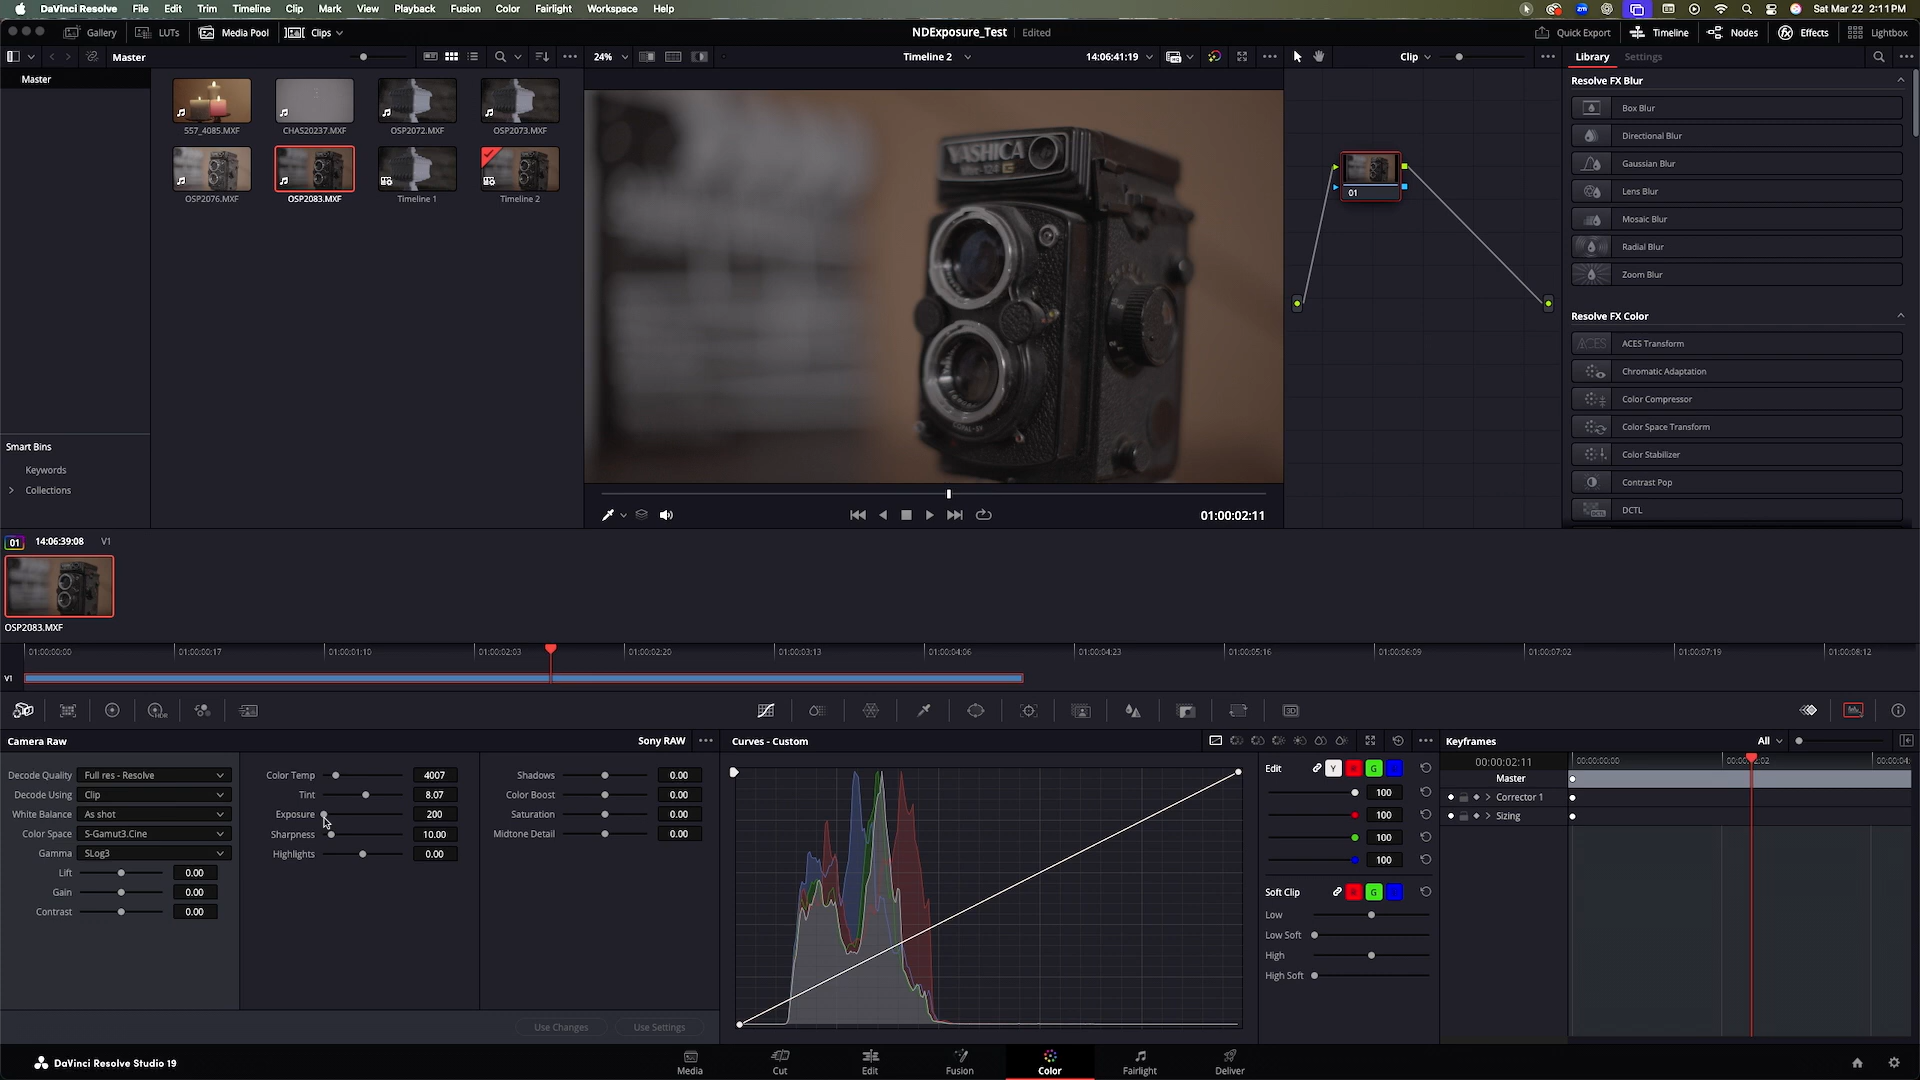 DaVinci Resolve File Edit Trim Timeline Clip Mark View Playback Fusion Color Fairlight Workspace Help
Sat Mar 22 2:11PM
Gallery LUTs Media Pool Clips
NDExposure_Test Edited
Quick Export Timeline Nodes Effects Lightbox
Master
24%
Timeline 2
14:06:41:19
Clip
Library Settings
Master
Resolve FX Blur
Box Blur
Directional Blur
Gaussian Blur
Lens Blur
Mosaic Blur
Radial Blur
Zoom Blur
Resolve FX Color
ACES Transform
Chromatic Adaptation
Color Compressor
Color Space Transform
Color Stabilizer
Contrast Pop
DCTL
557_4085.MXF CHAS20237.MXF OSP2072.MXF OSP2073.MXF
OSP2076.MXF OSP2083.MXF Timeline 1 Timeline 2
YASHICA
01
Smart Bins
Keywords
Collections
01:00:02:11
01 14:06:39:08 V1
OSP2083.MXF
01:00:00:00 01:00:00:17 01:00:01:10 01:00:02:03 01:00:02:20 01:00:03:13 01:00:04:06 01:00:04:23 01:00:05:16 01:00:06:09 01:00:07:02 01:00:07:19 01:00:08:12
V1
Camera Raw
Sony RAW
Decode Quality Full res - Resolve
Decode Using Clip
White Balance As shot
Color Space S-Gamut3.Cine
Gamma SLog3
Lift 0.00
Gain 0.00
Contrast 0.00
Color Temp 4007
Tint 8.07
Exposure 200
Sharpness 10.00
Highlights 0.00
Shadows 0.00
Color Boost 0.00
Saturation 0.00
Midtone Detail 0.00
Use Changes Use Settings
Curves - Custom
Edit Y R G
100
100
100
100
Soft Clip R G
Low
Low Soft
High
High Soft
Keyframes
All
00:00:02:11
00:00:00:00
Master
Corrector 1
Sizing
DaVinci Resolve Studio 19
Media Cut Edit Fusion Color Fairlight Deliver